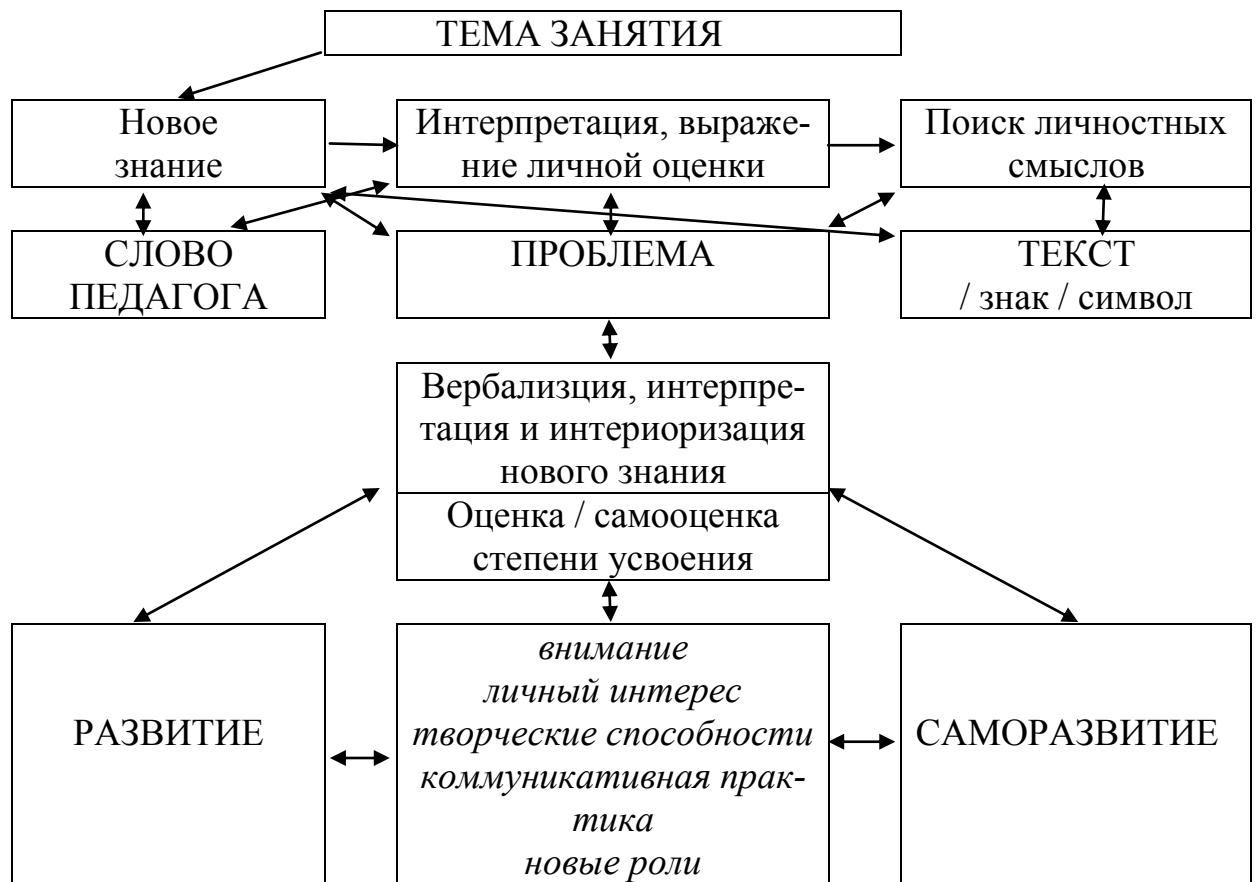 ТЕМА ЗАНЯТИЯ
Новое
знание
Интерпретация, выраже-
ние личной оценки
Поиск личностных
смыслов
СЛОВО
ПЕДАГОГА
ПРОБЛЕМА
ТЕКСТ
/ знак / символ
Вербализция, интерпре-
тация и интериоризация
нового знания
Оценка / самооценка
степени усвоения
РАЗВИТИЕ
внимание
личный интерес
творческие способности
коммуникативная прак-
тика
новые роли
САМОРАЗВИТИЕ